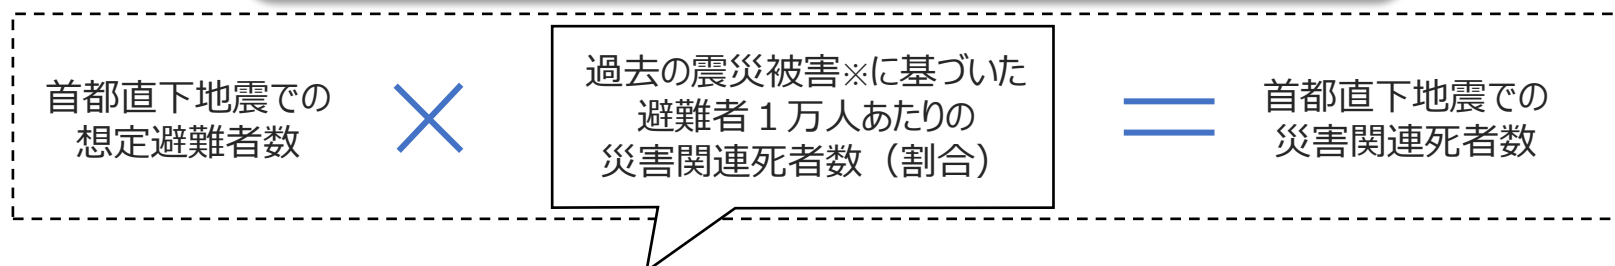 首都直下地震での
想定避難者数
×
過去の震災被害※に基づいた
避難者１万人あたりの
災害関連死者数（割合）
＝
首都直下地震での
災害関連死者数